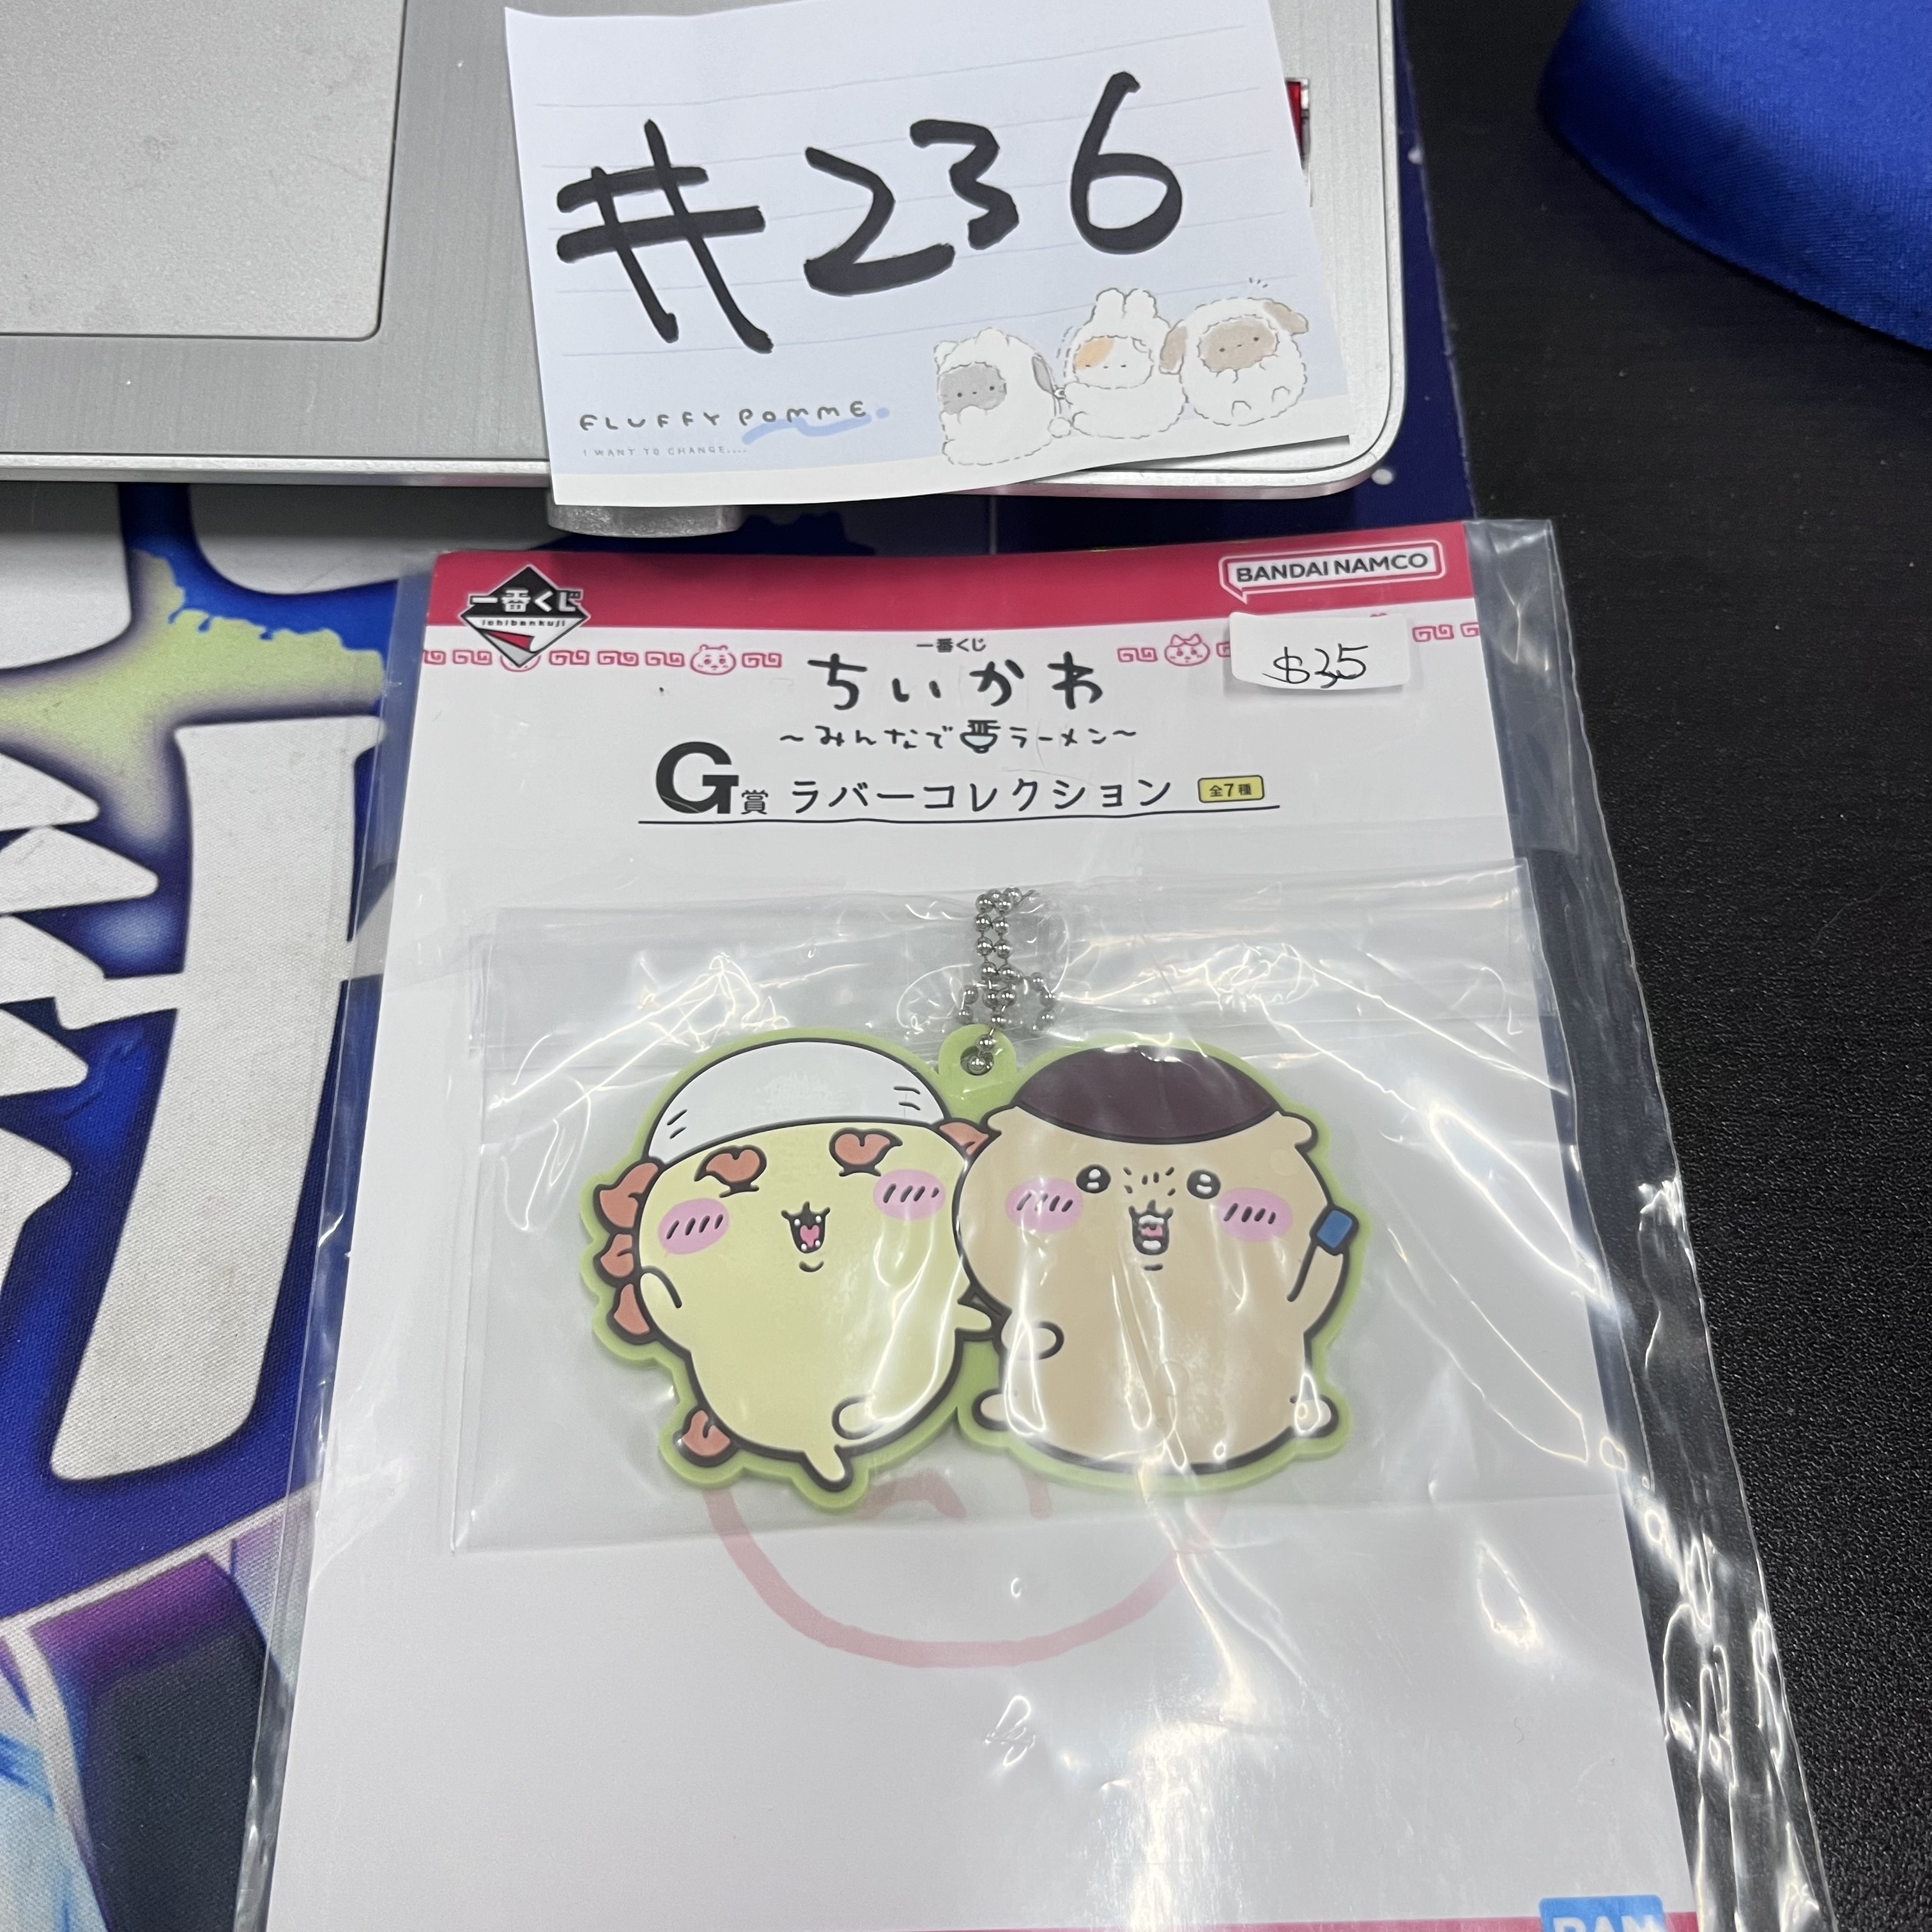 #236
FLUFFY POMME.
I WANT TO CHANGE....
BANDAI NAMCO
一番くじ
ichibankuji
一番くじ
$35
ちいかわ
~みんなで ラーメン~
G賞 ラバーコレクション 全7種
BAN